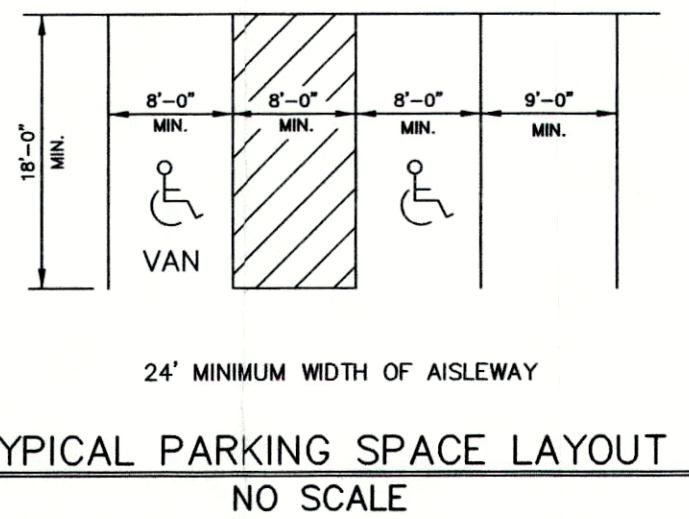 8'-0"
MIN.
8'-0"
MIN.
8'-0"
MIN.
9'-0"
MIN.
18'-0"
MIN.
VAN
24' MINIMUM WIDTH OF AISLEWAY
YPICAL PARKING SPACE LAYOUT
NO SCALE